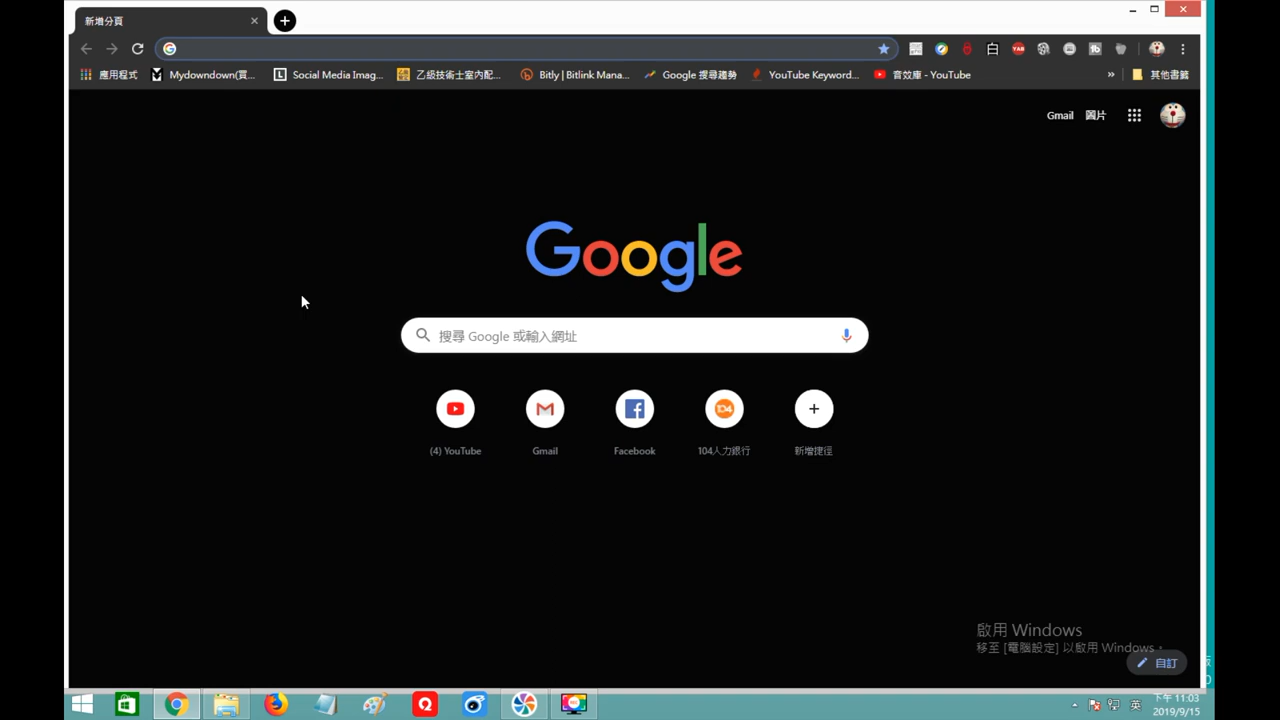 新增分頁
應用程式 Mydowndown(賈... Social Media Imag... 乙級技術士室內配... Bitly | Bitlink Mana... Google 搜尋趨勢 YouTube Keyword... 音效庫 - YouTube » 其他書籤
Gmail 圖片
Google
搜尋 Google 或輸入網址
(4) YouTube Gmail Facebook 104人力銀行 新增捷徑
啟用 Windows
移至 [電腦設定] 以啟用 Windows。
自訂
英
下午 11:03
2019/9/15